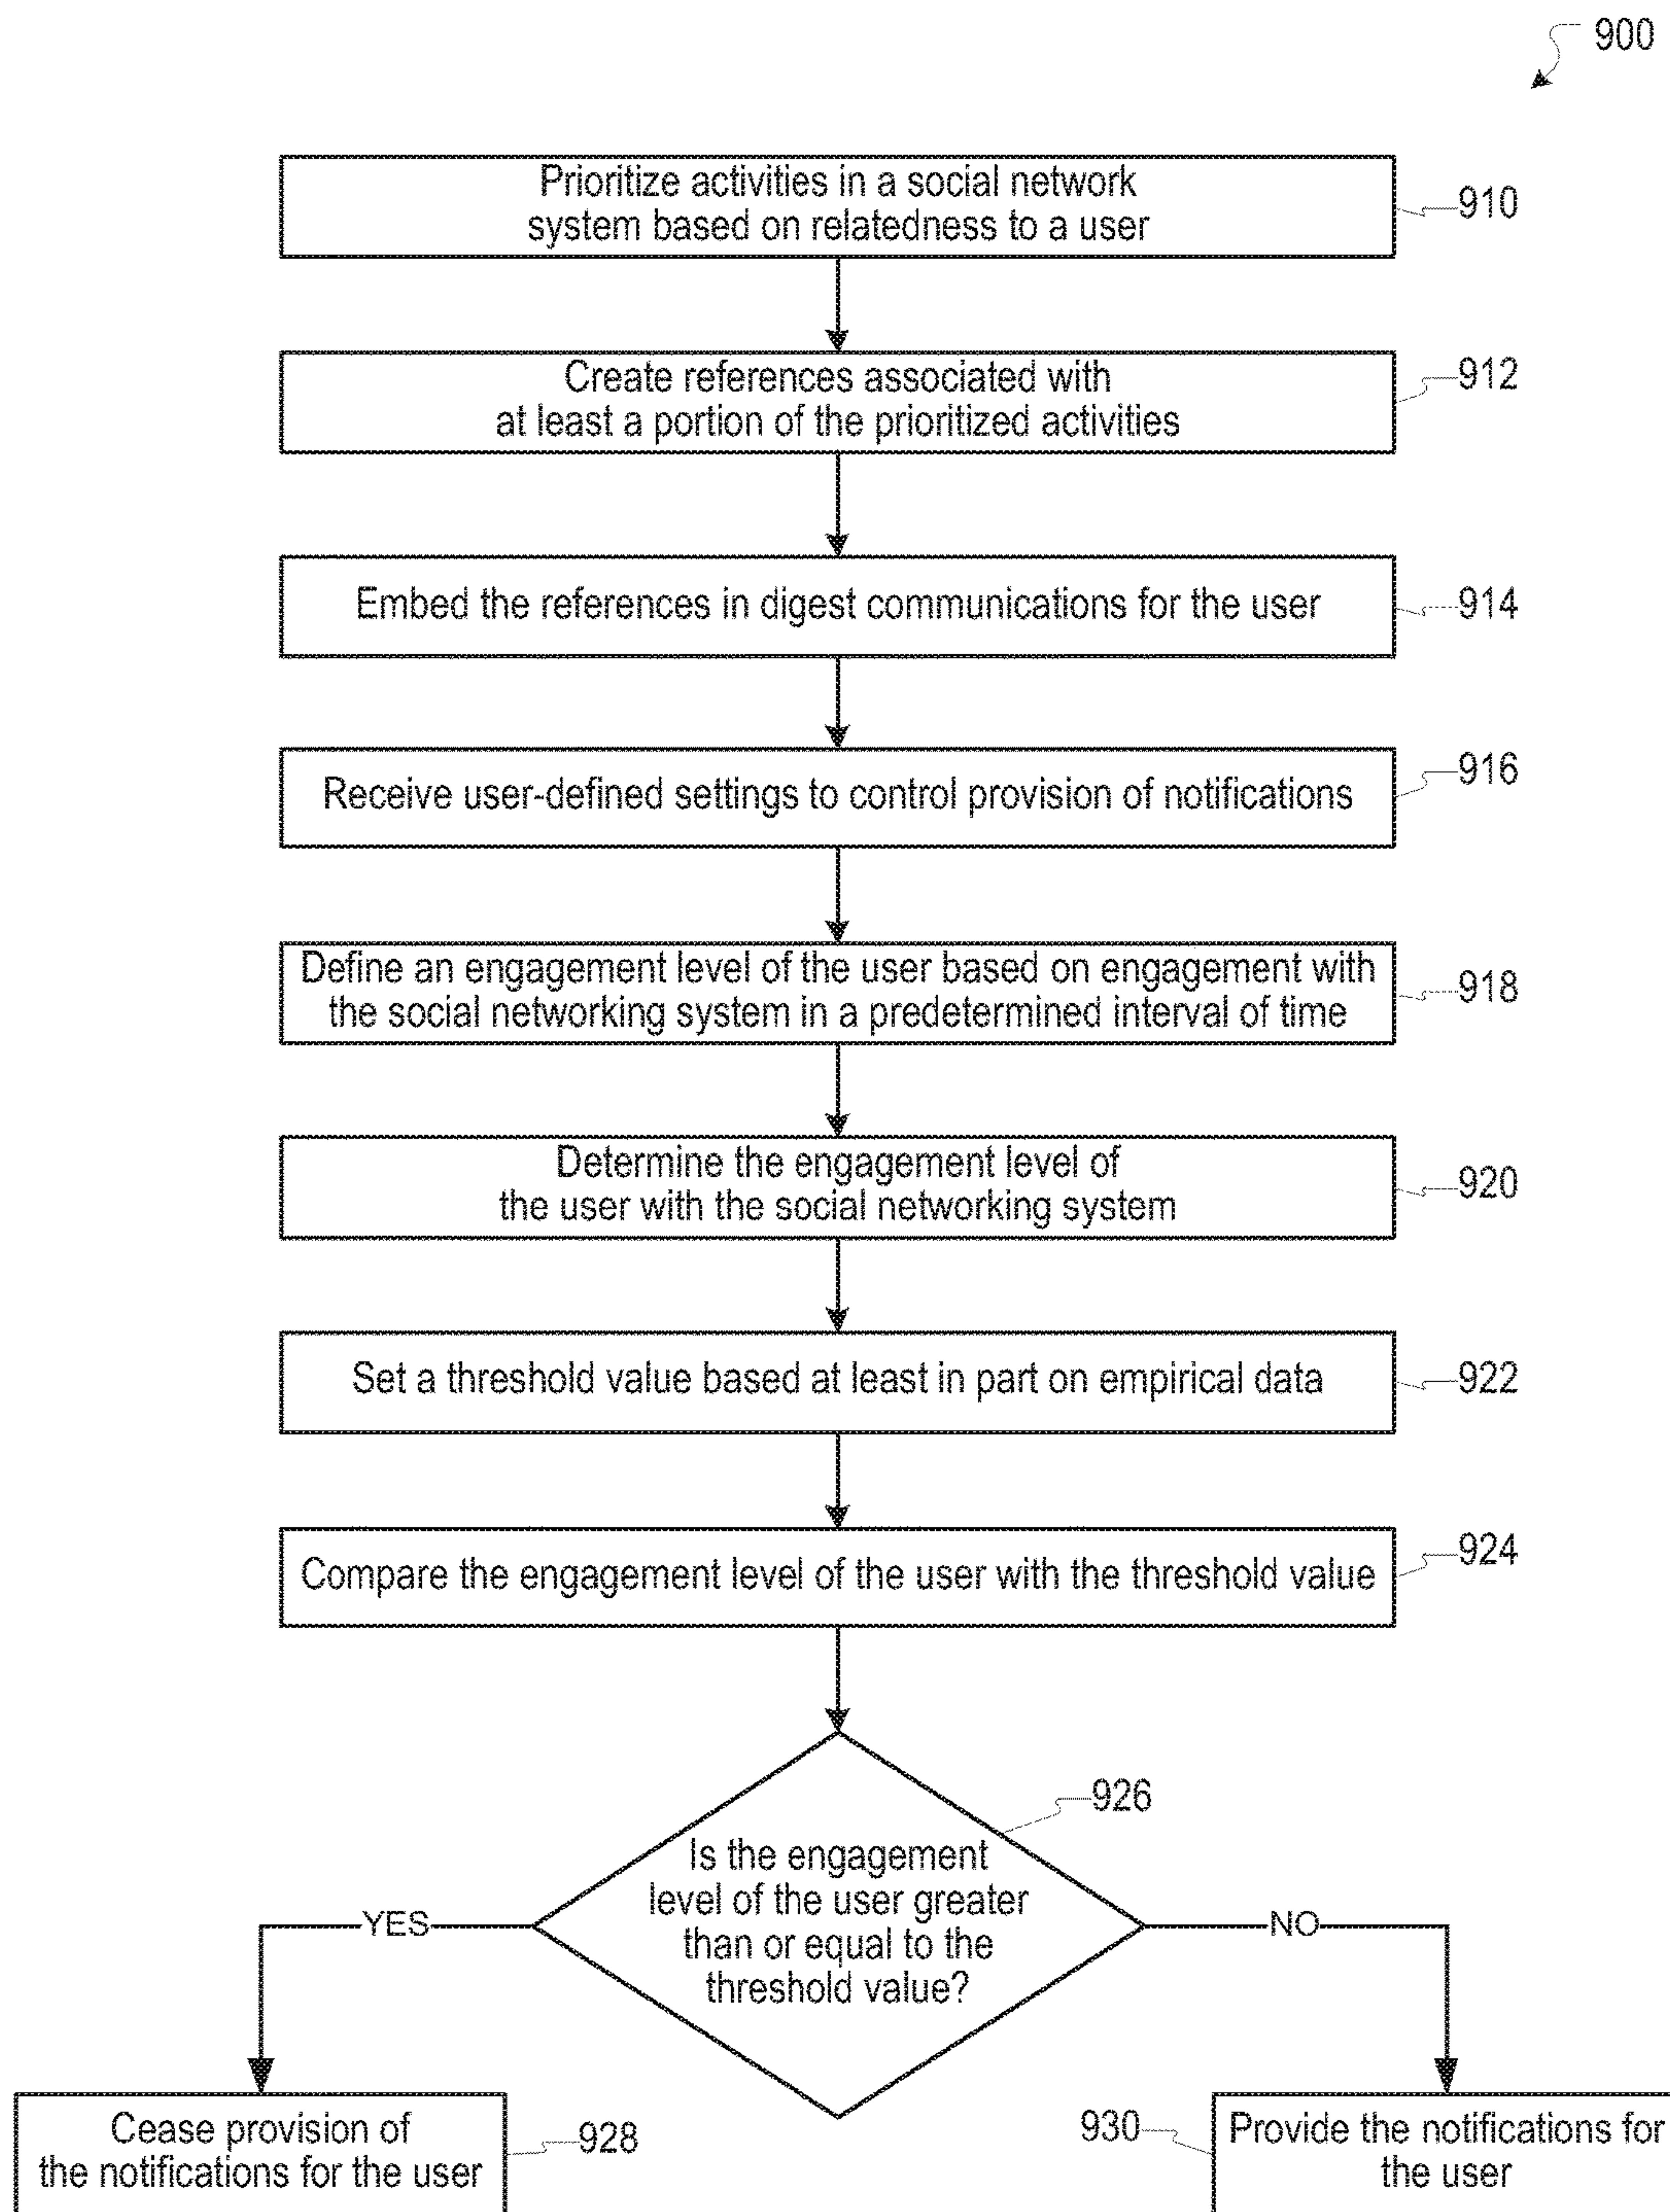 900
Prioritize activities in a social network
system based on relatedness to a user
910
Create references associated with
at least a portion of the prioritized activities
912
Embed the references in digest communications for the user
914
Receive user-defined settings to control provision of notifications
916
Define an engagement level of the user based on engagement with
the social networking system in a predetermined interval of time
918
Determine the engagement level of
the user with the social networking system
920
Set a threshold value based at least in part on empirical data
922
Compare the engagement level of the user with the threshold value
924
926
Is the engagement
level of the user greater
than or equal to the
threshold value?
YES
NO
Cease provision of
the notifications for the user
928
930
Provide the notifications for
the user